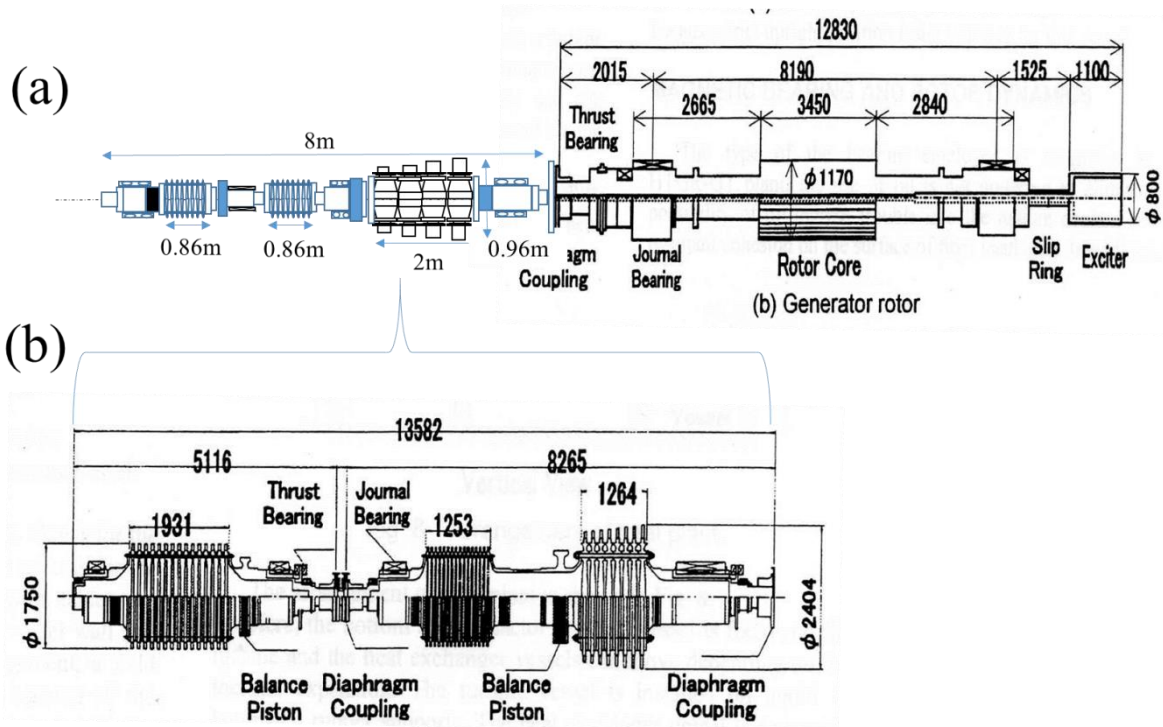 (a)
12830
2015
8190
1525
1100
2665
3450
2840
Thrust
Bearing
8m
ϕ1170
ϕ800
0.86m
0.86m
2m
0.96m
agm
Coupling
Journal
Bearing
Rotor Core
Slip
Ring
Exciter
(b) Generator rotor
(b)
13582
5116
8265
Thrust
Bearing
Journal
Bearing
1264
1931
1253
ϕ1750
ϕ2404
Balance
Piston
Diaphragm
Coupling
Balance
Piston
Diaphragm
Coupling